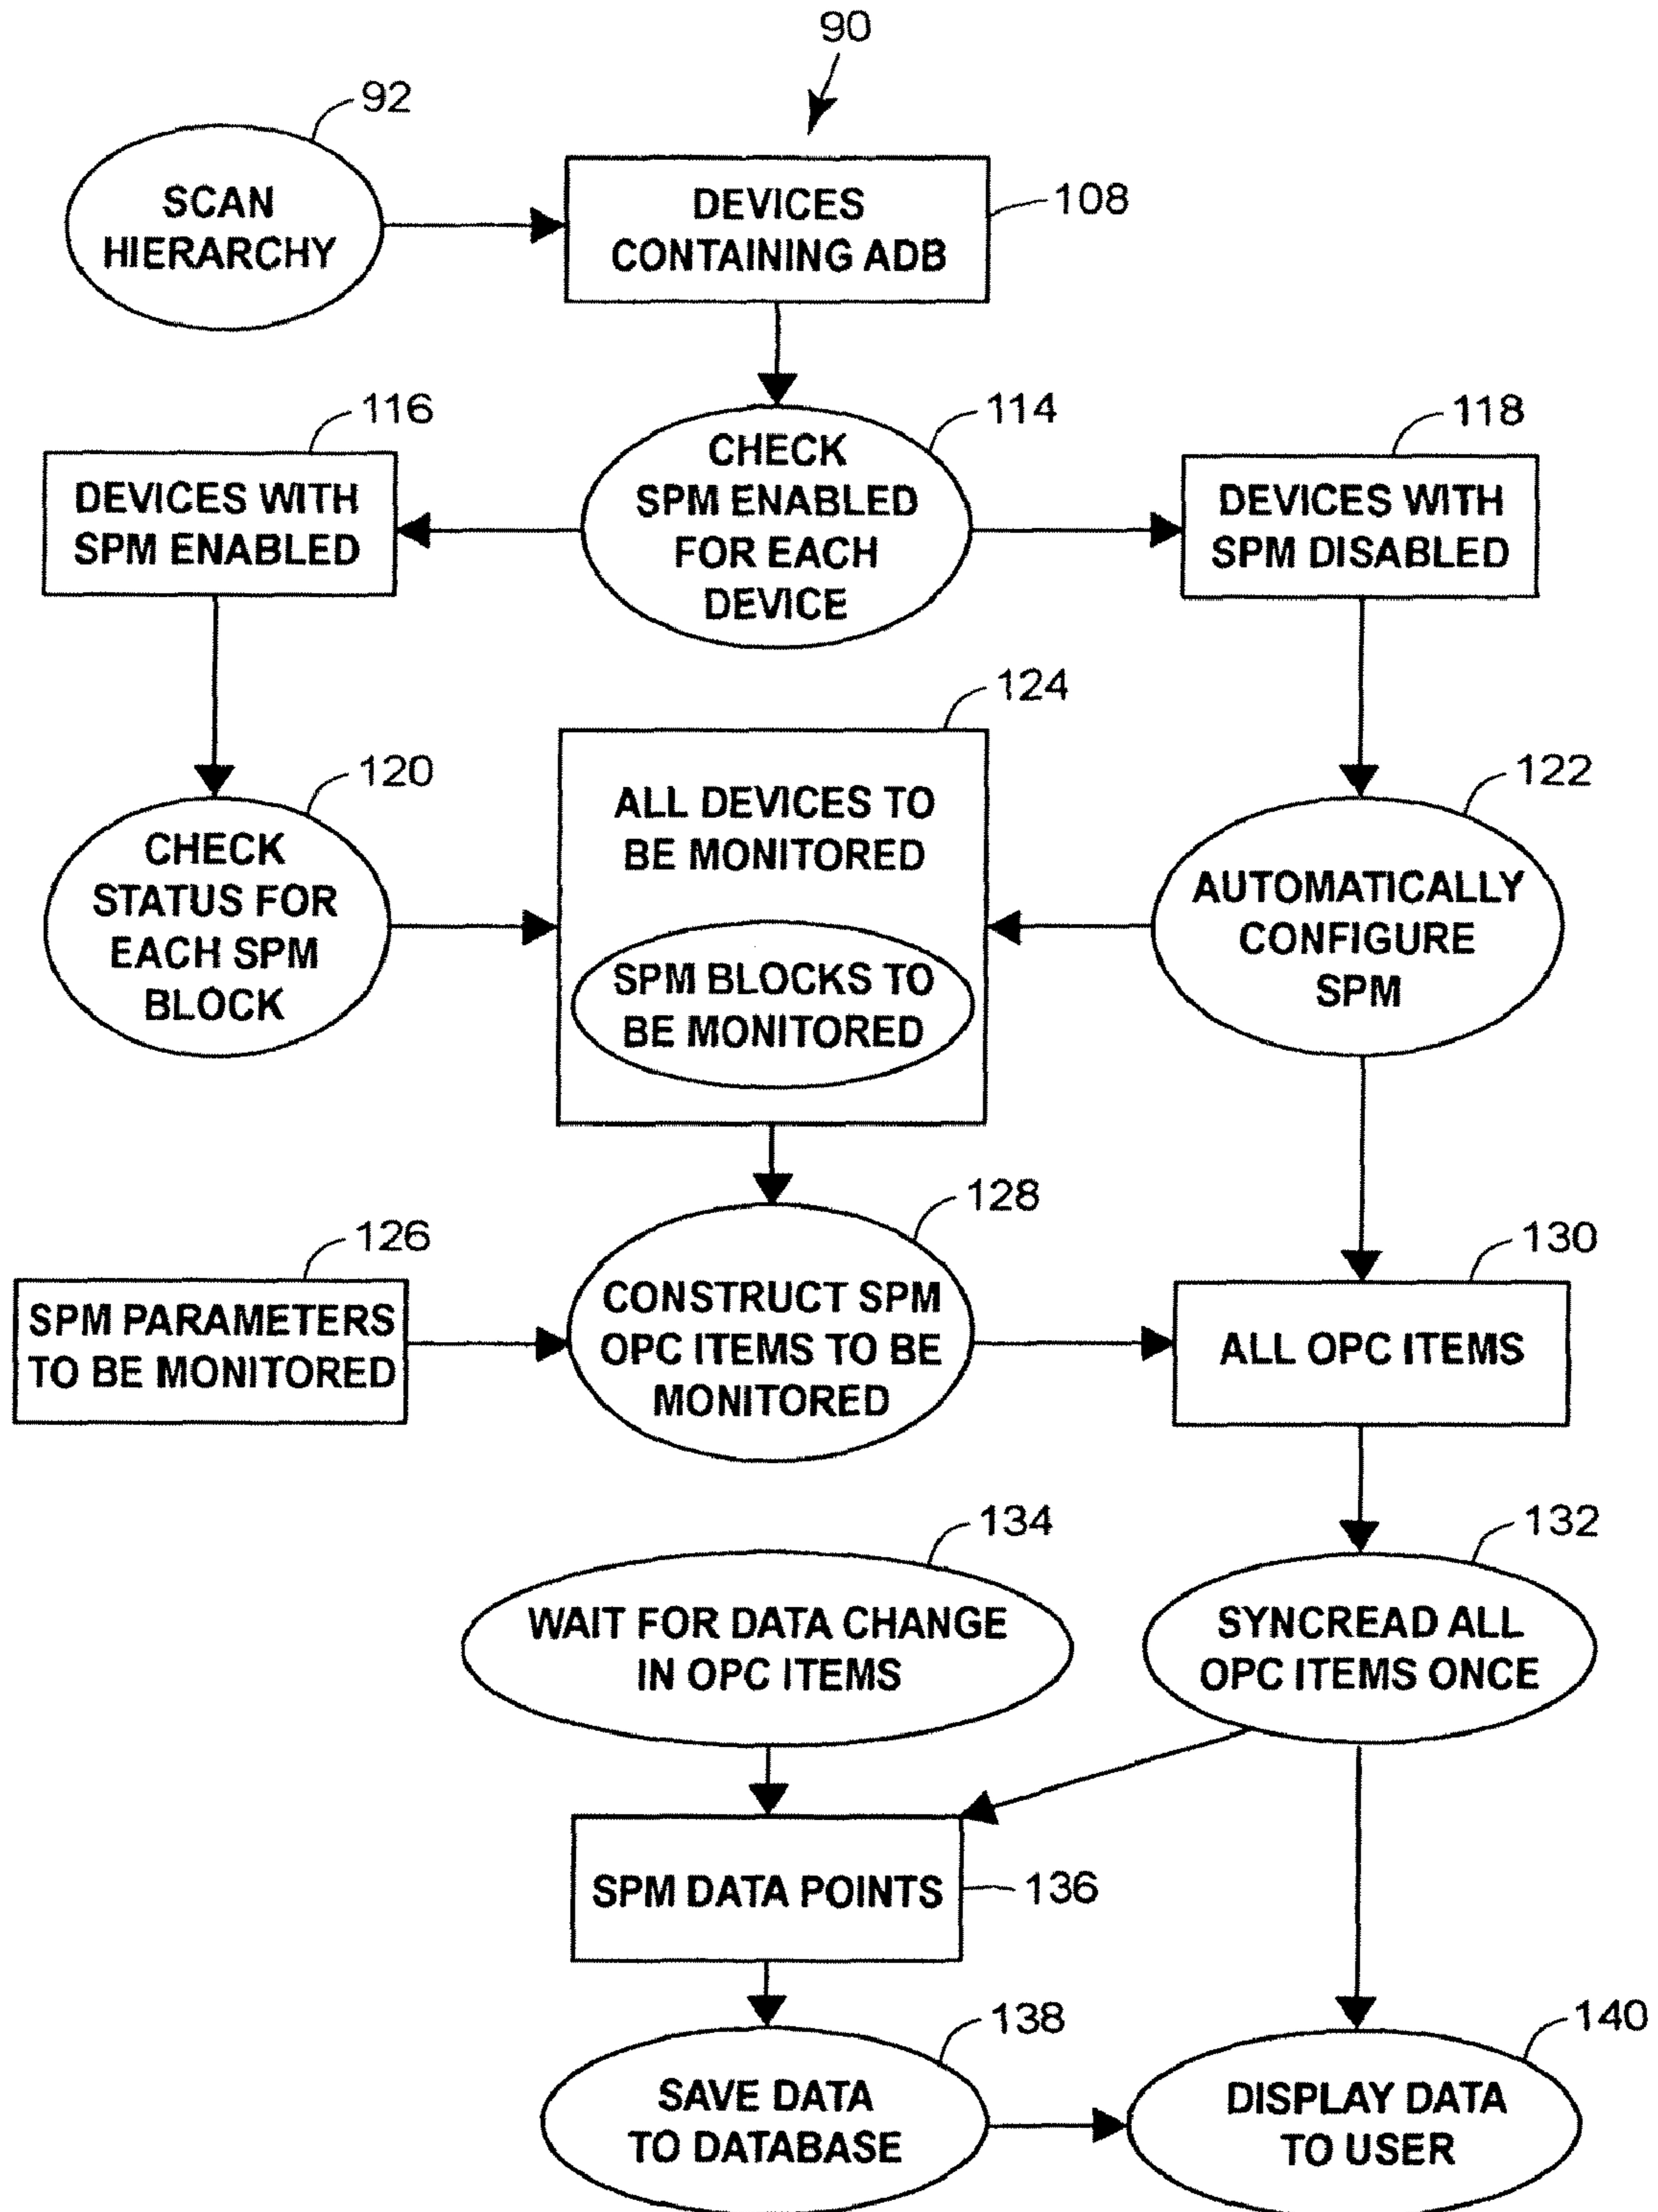 90
92
SCAN
HIERARCHY
DEVICES
CONTAINING ADB
108
116
DEVICES WITH
SPM ENABLED
114
CHECK
SPM ENABLED
FOR EACH
DEVICE
118
DEVICES WITH
SPM DISABLED
120
CHECK
STATUS FOR
EACH SPM
BLOCK
124
ALL DEVICES TO
BE MONITORED
SPM BLOCKS TO
BE MONITORED
122
AUTOMATICALLY
CONFIGURE
SPM
126
SPM PARAMETERS
TO BE MONITORED
128
CONSTRUCT SPM
OPC ITEMS TO BE
MONITORED
130
ALL OPC ITEMS
134
WAIT FOR DATA CHANGE
IN OPC ITEMS
132
SYNCREAD ALL
OPC ITEMS ONCE
SPM DATA POINTS
136
138
SAVE DATA
TO DATABASE
140
DISPLAY DATA
TO USER